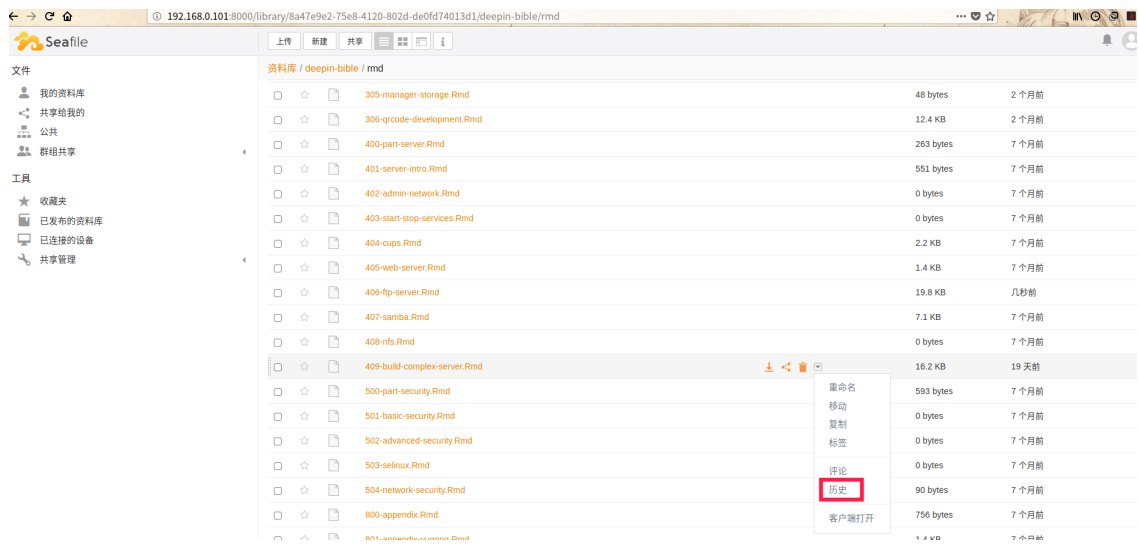 192.168.0.101:8000/library/8a47e9e2-75e8-4120-802d-de0fd74013d1/deepin-bible/rmd
Seafile
上传 新建 共享
文件
我的资料库
共享给我的
公共
群组共享
工具
收藏夹
已发布的资料库
已连接的设备
共享管理
资料库 / deepin-bible / rmd
305-manager-storage.Rmd 48 bytes 2 个月前
306-qrcode-development.Rmd 12.4 KB 2 个月前
400-part-server.Rmd 263 bytes 7 个月前
401-server-intro.Rmd 551 bytes 7 个月前
402-admin-network.Rmd 0 bytes 7 个月前
403-start-stop-services.Rmd 0 bytes 7 个月前
404-cups.Rmd 2.2 KB 7 个月前
405-web-server.Rmd 1.4 KB 7 个月前
406-ftp-server.Rmd 19.8 KB 几秒前
407-samba.Rmd 7.1 KB 7 个月前
408-nfs.Rmd 0 bytes 7 个月前
409-build-complex-server.Rmd 16.2 KB 19 天前
500-part-security.Rmd 593 bytes 7 个月前
501-basic-security.Rmd 0 bytes 7 个月前
502-advanced-security.Rmd 0 bytes 7 个月前
503-selinux.Rmd 0 bytes 7 个月前
504-network-security.Rmd 90 bytes 7 个月前
800-appendix.Rmd 756 bytes 7 个月前
801-appendix-yugong.Rmd 1.4 KB 7 个月前
重命名
移动
复制
标签
评论
历史
客户端打开